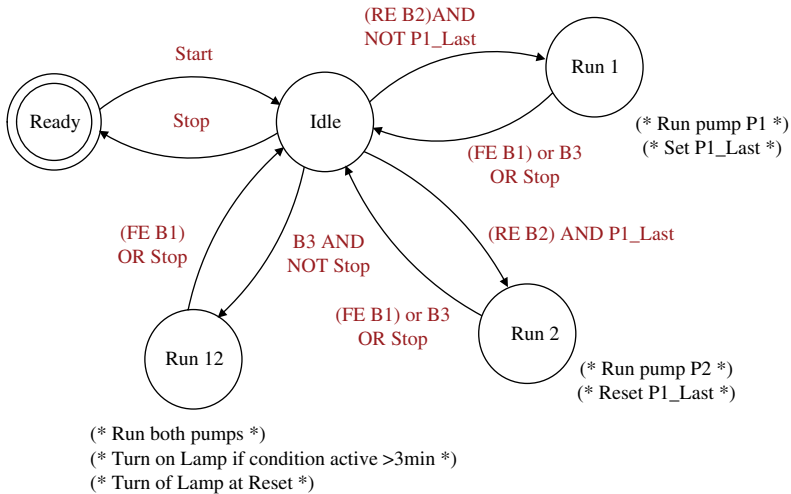 (RE B2)AND
NOT P1_Last
Start
Run 1
Ready
Stop
Idle
(* Run pump P1 *)
(* Set P1_Last *)
(FE B1) or B3
OR Stop
(FE B1)
OR Stop
B3 AND
NOT Stop
(RE B2) AND P1_Last
(FE B1) or B3
OR Stop
Run 2
Run 12
(* Run pump P2 *)
(* Reset P1_Last *)
(* Run both pumps *)
(* Turn on Lamp if condition active >3min *)
(* Turn of Lamp at Reset *)